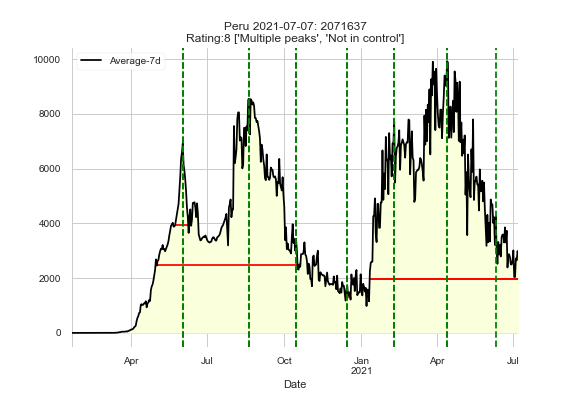 Peru 2021-07-07: 2071637
Rating:8 ['Multiple peaks', 'Not in control']
Average-7d
10000
8000
6000
4000
2000
0
Apr Jul Oct Jan Apr Jul
2021
Date